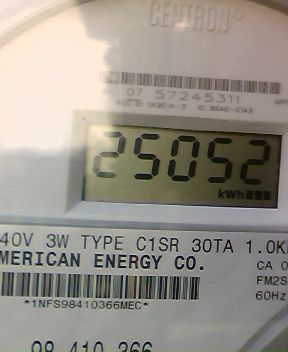 CENTRON®
07 57245311
25052
kWh
40V 3W TYPE C1SR 30TA 1.0K
MERICAN ENERGY CO.
CA 0
FM2S
*1NFS98410366MEC*
60Hz
98 410 366